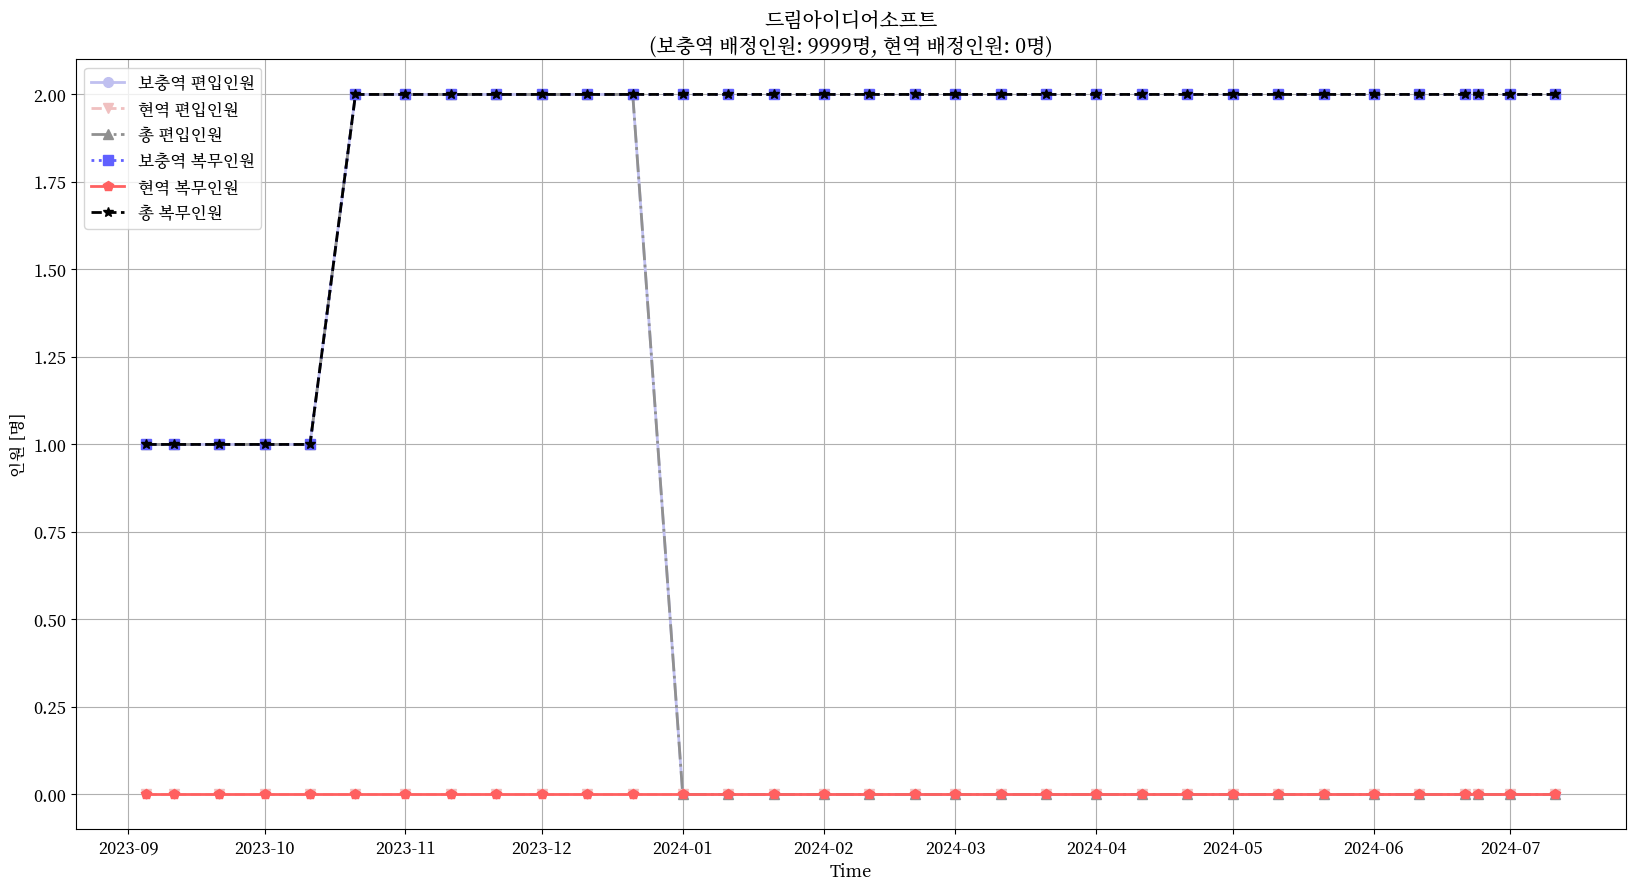 드림아이디어소프트
(보충역 배정인원: 9999명, 현역 배정인원: 0명)
보충역 편입인원
현역 편입인원
총 편입인원
보충역 복무인원
현역 복무인원
총 복무인원
2.00
1.75
1.50
1.25
1.00
0.75
0.50
0.25
0.00
인원 [명]
2023-09
2023-10
2023-11
2023-12
2024-01
2024-02
2024-03
2024-04
2024-05
2024-06
2024-07
Time